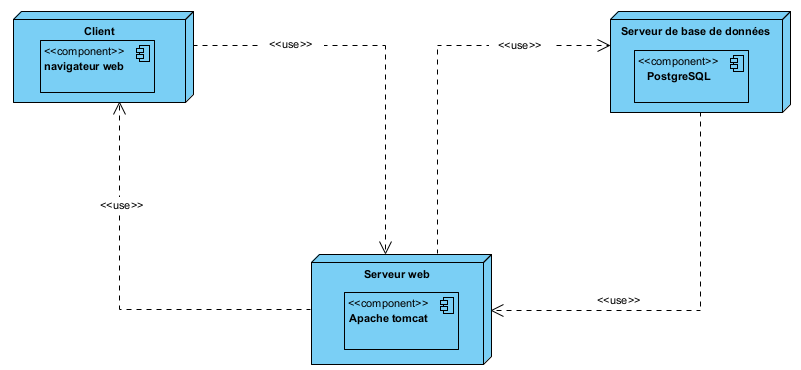 Client
<<component>>
navigateur web
<<use>>
<<use>>
Serveur de base de données
<<component>>
PostgreSQL
<<use>>
Serveur web
<<component>>
Apache tomcat
<<use>>